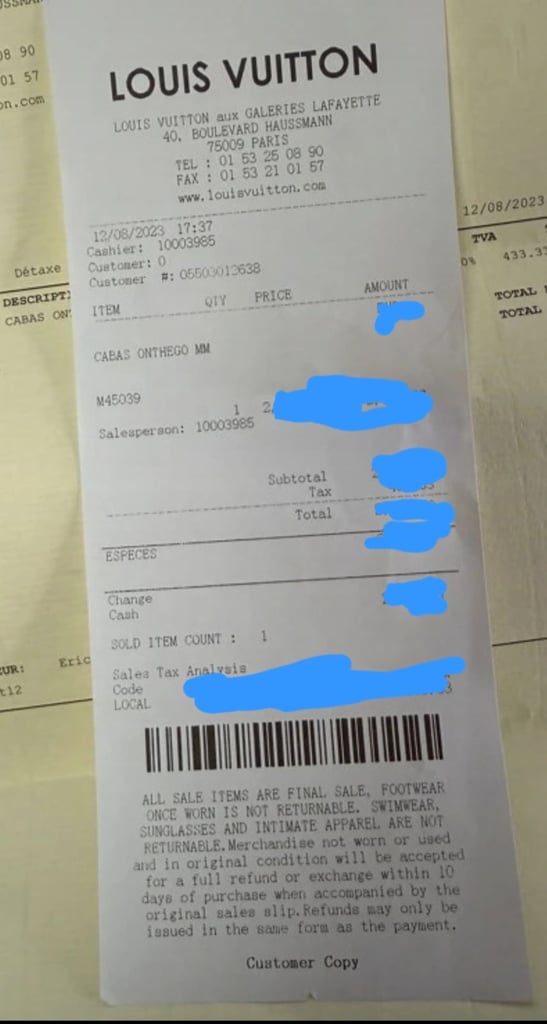 08 90
01 57
on.com
LOUIS VUITTON
LOUIS VUITTON aux GALERIES LAFAYETTE
40, BOULEVARD HAUSSMANN
75009 PARIS
TEL : 01 53 25 08 90
FAX : 01 53 21 01 57
www.louisvuitton.com
12/08/2023 17:37
Cashier: 10003985
Customer: 0
Customer #: 05503012638
ITEM QTY PRICE AMOUNT
CABAS ONTHEGO MM
M45039
1 2,
Salesperson: 10003985
Subtotal
Tax
Total
ESPECES
Change
Cash
SOLD ITEM COUNT : 1
Sales Tax Analysis
Code
LOCAL
ALL SALE ITEMS ARE FINAL SALE, FOOTWEAR
ONCE WORN IS NOT RETURNABLE. SWIMWEAR,
SUNGLASSES AND INTIMATE APPAREL ARE NOT
RETURNABLE.Merchandise not worn or used
and in original condition will be accepted
for a full refund or exchange within 10
days of purchase when accompanied by the
original sales slip.Refunds may only be
issued in the same form as the payment.
Customer Copy
Détaxe
DESCRIPTI
CABAS ON
EUR: Eric
t12
12/08/2023
TVA
0% 433.3
TOTAL
TOTAL